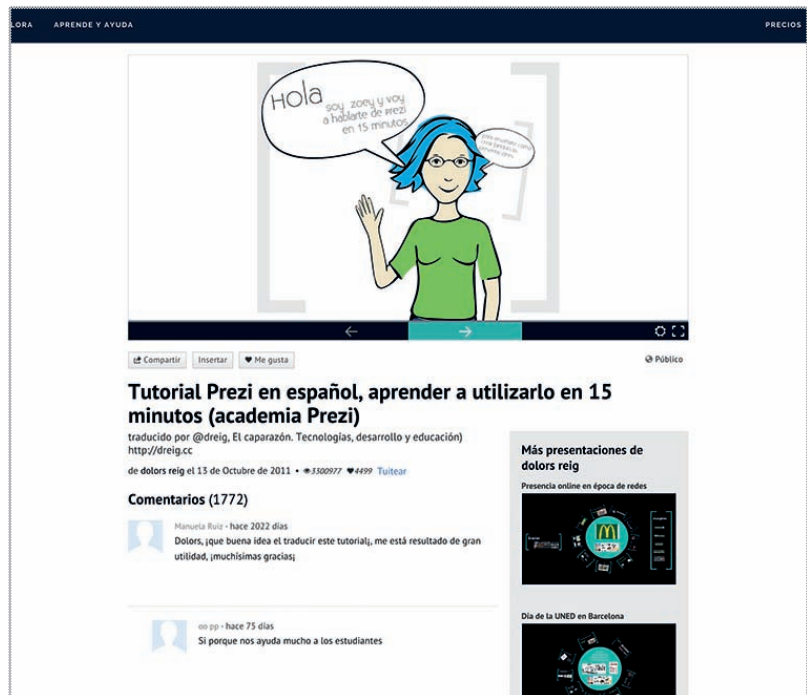 LORA APRENDE Y AYUDA PRECIOS
Hola
soy zoey y voy
a hablarte de Prezi
en 15 minutos
Compartir Insertar Me gusta Público
Tutorial Prezi en español, aprender a utilizarlo en 15
minutos (academia Prezi)
traducido por @dreig, El caparazón. Tecnologías, desarrollo y educación)
http://dreig.cc
de dolors reig el 13 de Octubre de 2011 • 3300977 4499 Tuitear
Comentarios (1772)
Manuela Ruiz - hace 2022 días
Dolors, ¡que buena idea el traducir este tutorial¡, me está resultado de gran
utilidad, ¡muchísimas gracias¡
oo pp - hace 75 días
Si porque nos ayuda mucho a los estudiantes
Más presentaciones de
dolors reig
Presencia online en época de redes
Día de la UNED en Barcelona